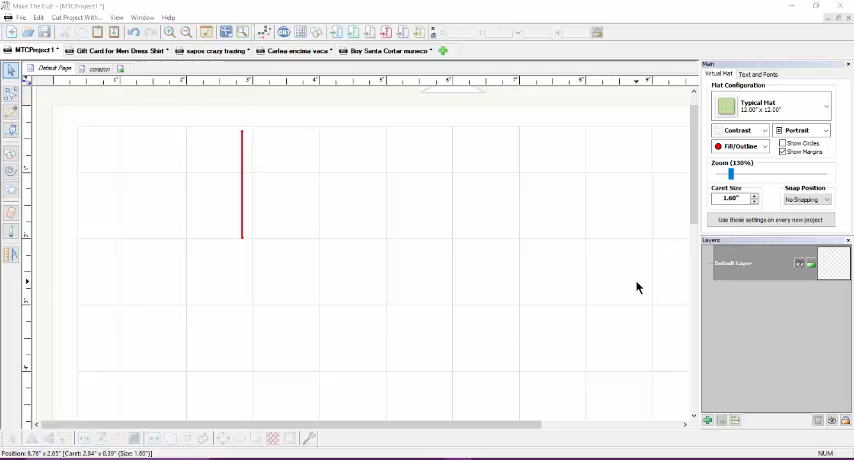 Make The Cut - [MTCProject1 *]
File Edit Cut Project With... View Window Help
MTCProject1 * Gift Card for Men Dress Shirt * sapos crazy trazing * Carlea encima vaca * Boy Santa Cortar muneco *
Default Page corazon
Main
Virtual Mat Text and Fonts
Mat Configuration
Typical Mat
12.00" x 12.00"
Contrast Portrait
Fill/Outline Show Circles
Show Margins
Zoom (130%)
Caret Size Snap Position
1.60" No Snapping
Use these settings on every new project
Layers
Default Layer
Position: 8.76" x 2.65" [Caret: 2.84" x 0.39" (Size: 1.60")]
NUM